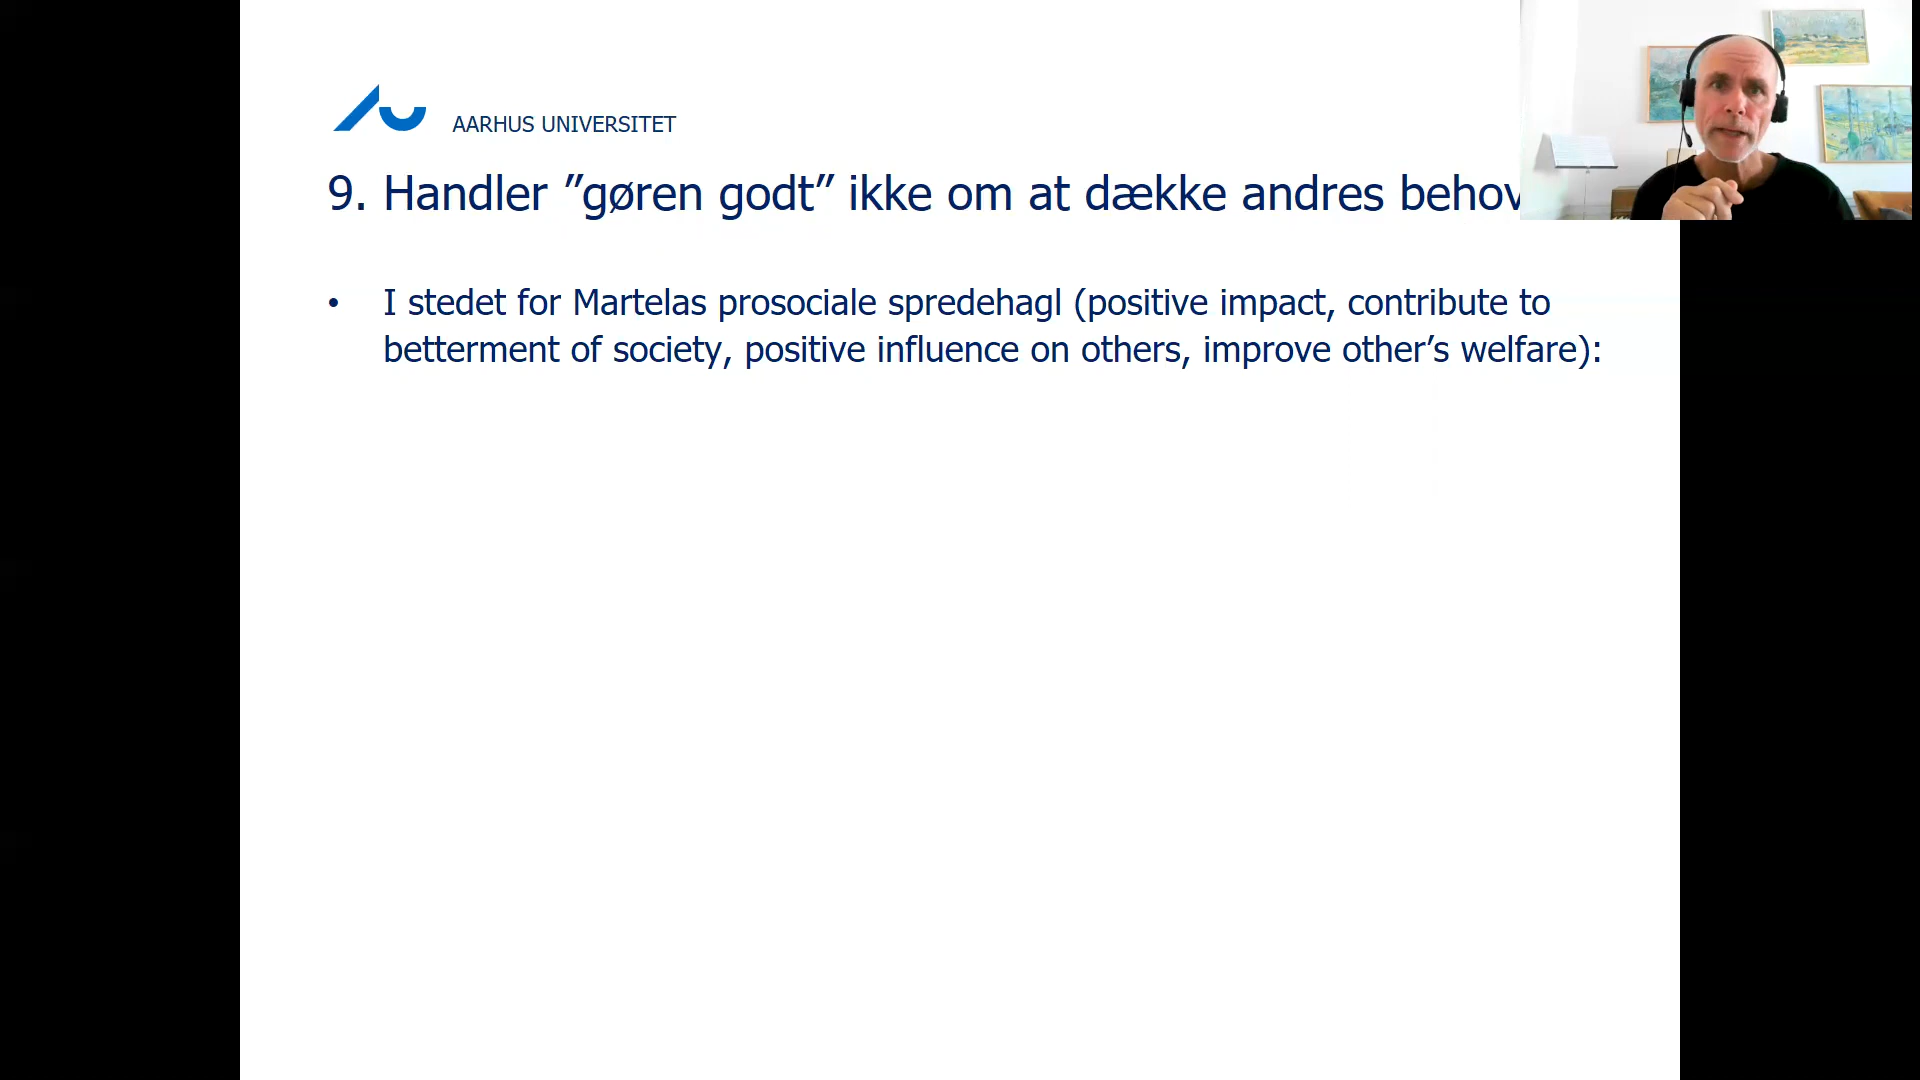 AARHUS UNIVERSITET
9. Handler ”gøren godt” ikke om at dække andres behov
• I stedet for Martelas prosociale spredehagl (positive impact, contribute to
betterment of society, positive influence on others, improve other’s welfare):